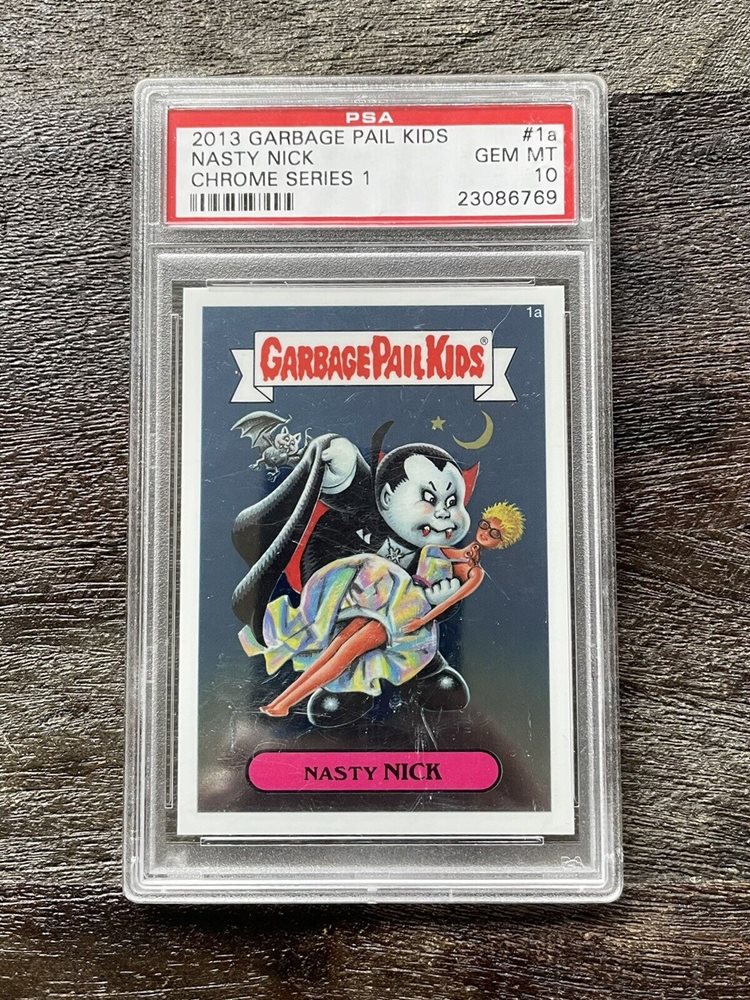 PSA
2013 GARBAGE PAIL KIDS #1a
NASTY NICK GEM MT
CHROME SERIES 1 10
23086769
1a
GARBAGE PAIL KIDS®
NASTY NICK